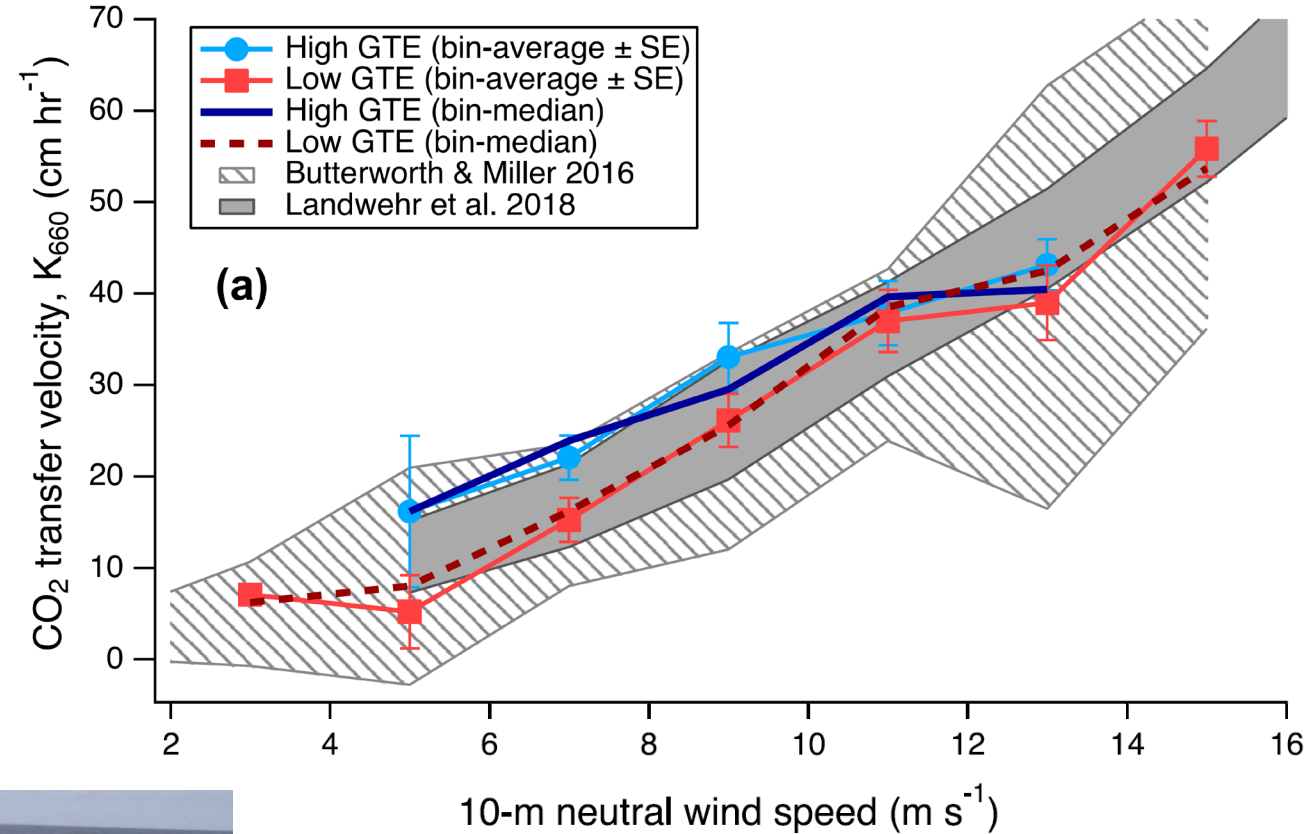 70
60
50
40
30
20
10
0
CO₂ transfer velocity, K₆₆₀ (cm hr⁻¹)
High GTE (bin-average ± SE)
Low GTE (bin-average ± SE)
High GTE (bin-median)
Low GTE (bin-median)
Butterworth & Miller 2016
Landwehr et al. 2018
(a)
2 4 6 8 10 12 14 16
10-m neutral wind speed (m s⁻¹)